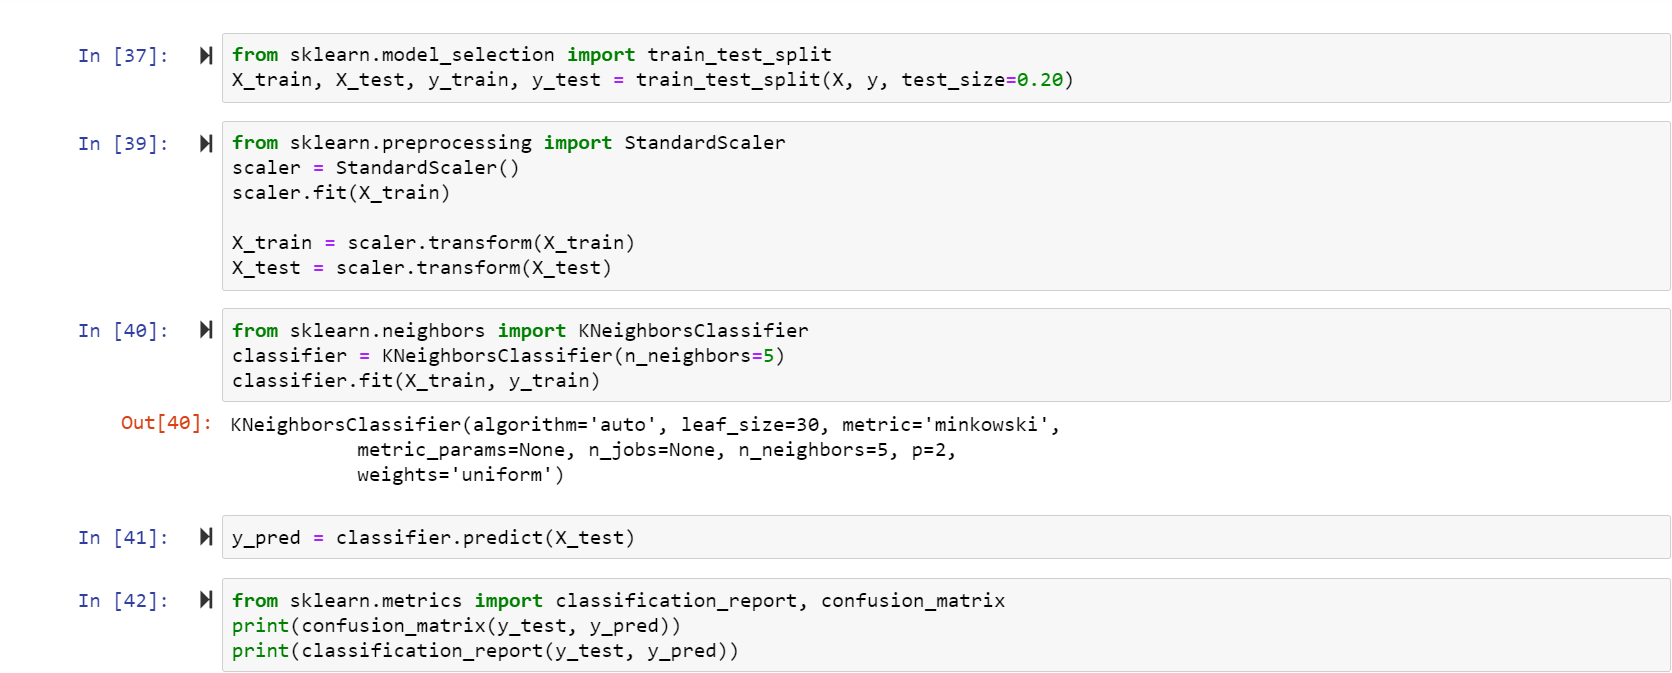 In [37]: from sklearn.model_selection import train_test_split
X_train, X_test, y_train, y_test = train_test_split(X, y, test_size=0.20)
In [39]: from sklearn.preprocessing import StandardScaler
scaler = StandardScaler()
scaler.fit(X_train)
X_train = scaler.transform(X_train)
X_test = scaler.transform(X_test)
In [40]: from sklearn.neighbors import KNeighborsClassifier
classifier = KNeighborsClassifier(n_neighbors=5)
classifier.fit(X_train, y_train)
Out[40]: KNeighborsClassifier(algorithm='auto', leaf_size=30, metric='minkowski',
metric_params=None, n_jobs=None, n_neighbors=5, p=2,
weights='uniform')
In [41]: y_pred = classifier.predict(X_test)
In [42]: from sklearn.metrics import classification_report, confusion_matrix
print(confusion_matrix(y_test, y_pred))
print(classification_report(y_test, y_pred))